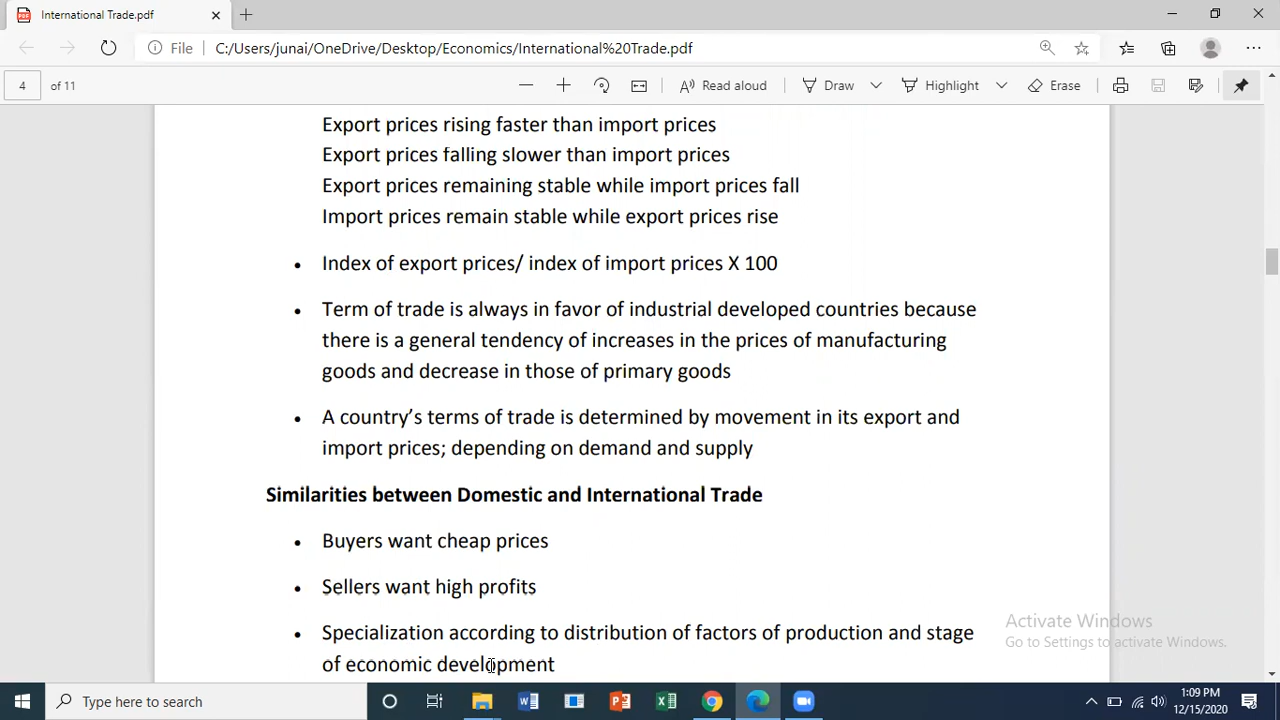 International Trade.pdf
File
C:/Users/junai/OneDrive/Desktop/Economics/International%20Trade.pdf
4 of 11
Read aloud
Draw
Highlight
Erase
Export prices rising faster than import prices
Export prices falling slower than import prices
Export prices remaining stable while import prices fall
Import prices remain stable while export prices rise
• Index of export prices/ index of import prices X 100
• Term of trade is always in favor of industrial developed countries because
there is a general tendency of increases in the prices of manufacturing
goods and decrease in those of primary goods
• A country’s terms of trade is determined by movement in its export and
import prices; depending on demand and supply
Similarities between Domestic and International Trade
• Buyers want cheap prices
• Sellers want high profits
• Specialization according to distribution of factors of production and stage
of economic development
Activate Windows
Go to Settings to activate Windows.
Type here to search
1:09 PM
12/15/2020